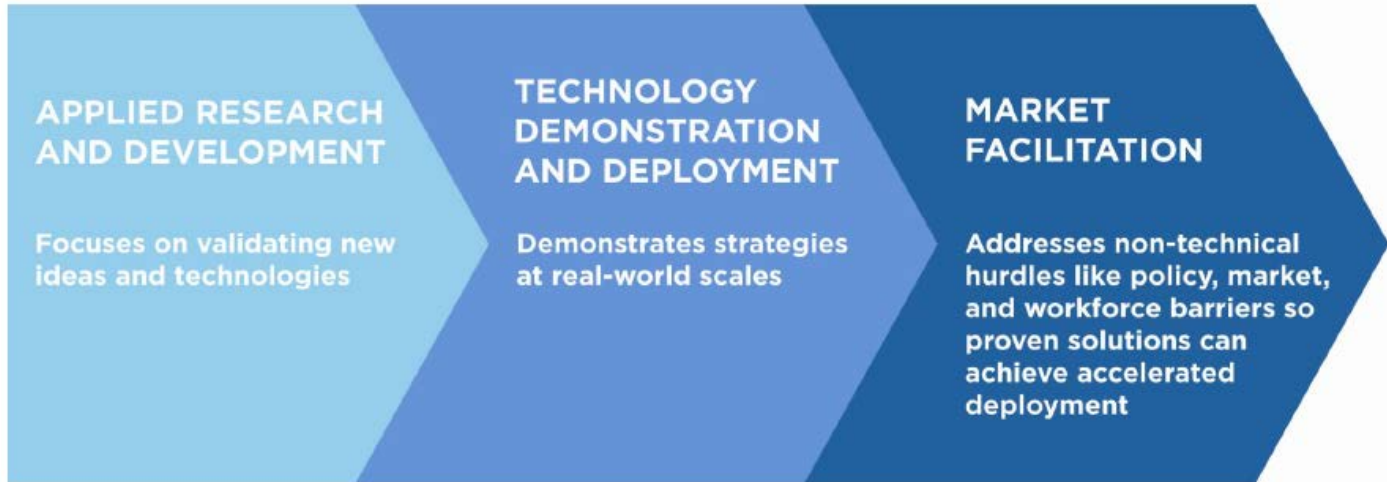 APPLIED RESEARCH
AND DEVELOPMENT
Focuses on validating new
ideas and technologies
TECHNOLOGY
DEMONSTRATION
AND DEPLOYMENT
Demonstrates strategies
at real-world scales
MARKET
FACILITATION
Addresses non-technical
hurdles like policy, market,
and workforce barriers so
proven solutions can
achieve accelerated
deployment